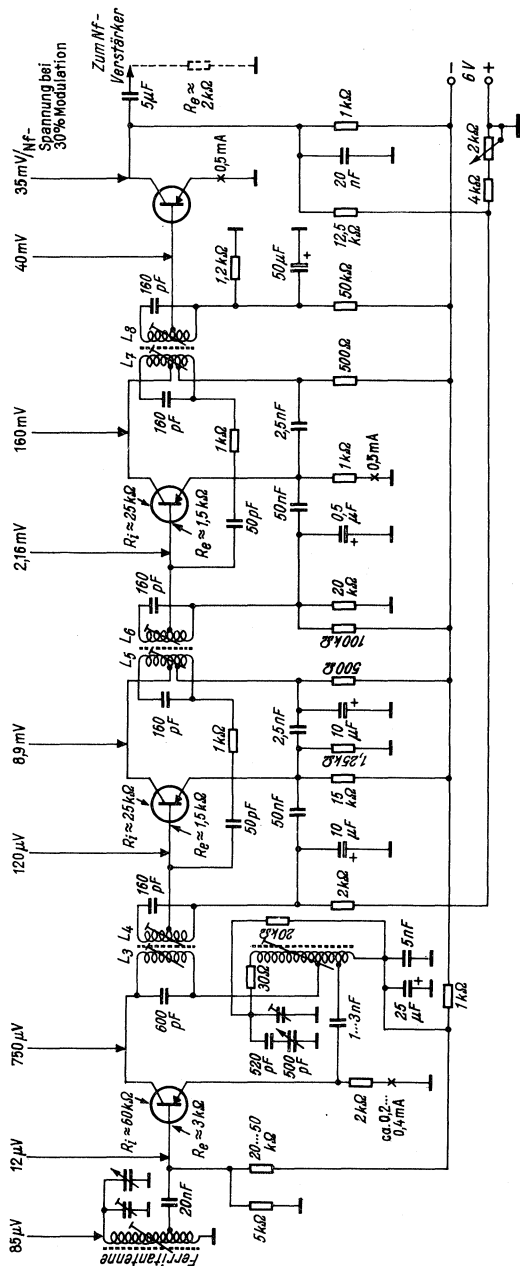 85µV
12µV
750µV
120µV
8,9mV
2,16mV
160mV
40mV
35mV/Nf-
Spannung bei
30% Modulation
Ferritantenne
20nF
Ri≈60kΩ
Re≈3kΩ
600
pF
L3
L4
160
pF
Ri≈25kΩ
Re≈1,5kΩ
50pF
1kΩ
160
pF
L5
L6
160
pF
Ri≈25kΩ
Re≈1,5kΩ
50pF
1kΩ
160
pF
L7
L8
160
pF
×0,5mA
5µF
Zum Nf-
Verstärker
Re≈
2kΩ
5kΩ
20...50
kΩ
2kΩ
ca.0,2...
0,4mA
520
pF
500
pF
30Ω
20kΩ
1...3nF
25
µF
+
5nF
1kΩ
2kΩ
10
µF
+
50nF
15
kΩ
1,25kΩ
2,5nF
10
µF
+
500Ω
100kΩ
20
kΩ
0,5
µF
+
50nF
1kΩ
×0,5mA
2,5nF
500Ω
1,2kΩ
50µF
+
50kΩ
12,5
kΩ
20
nF
1kΩ
4kΩ
2kΩ
-
6V
+